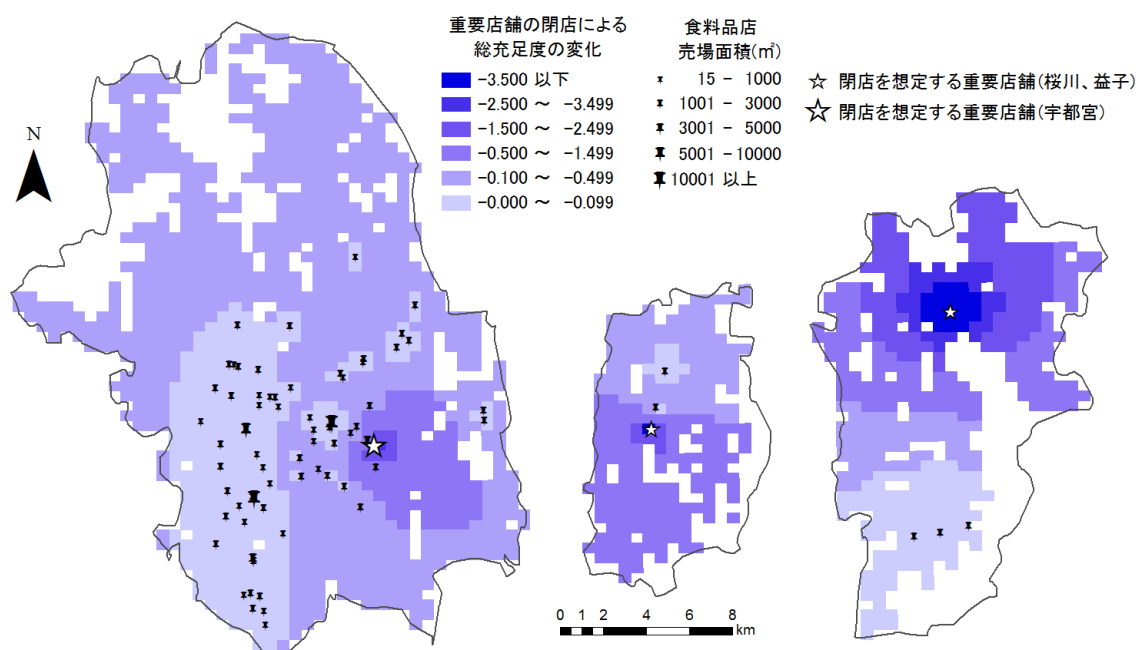 重要店舗の閉店による
総充足度の変化
-3.500 以下
-2.500 ～ -3.499
-1.500 ～ -2.499
-0.500 ～ -1.499
-0.100 ～ -0.499
-0.000 ～ -0.099
食料品店
売場面積(㎡)
15 - 1000
1001 - 3000
3001 - 5000
5001 -10000
10001 以上
閉店を想定する重要店舗(桜川、益子)
閉店を想定する重要店舗(宇都宮)
N
0 1 2 4 6 8
km